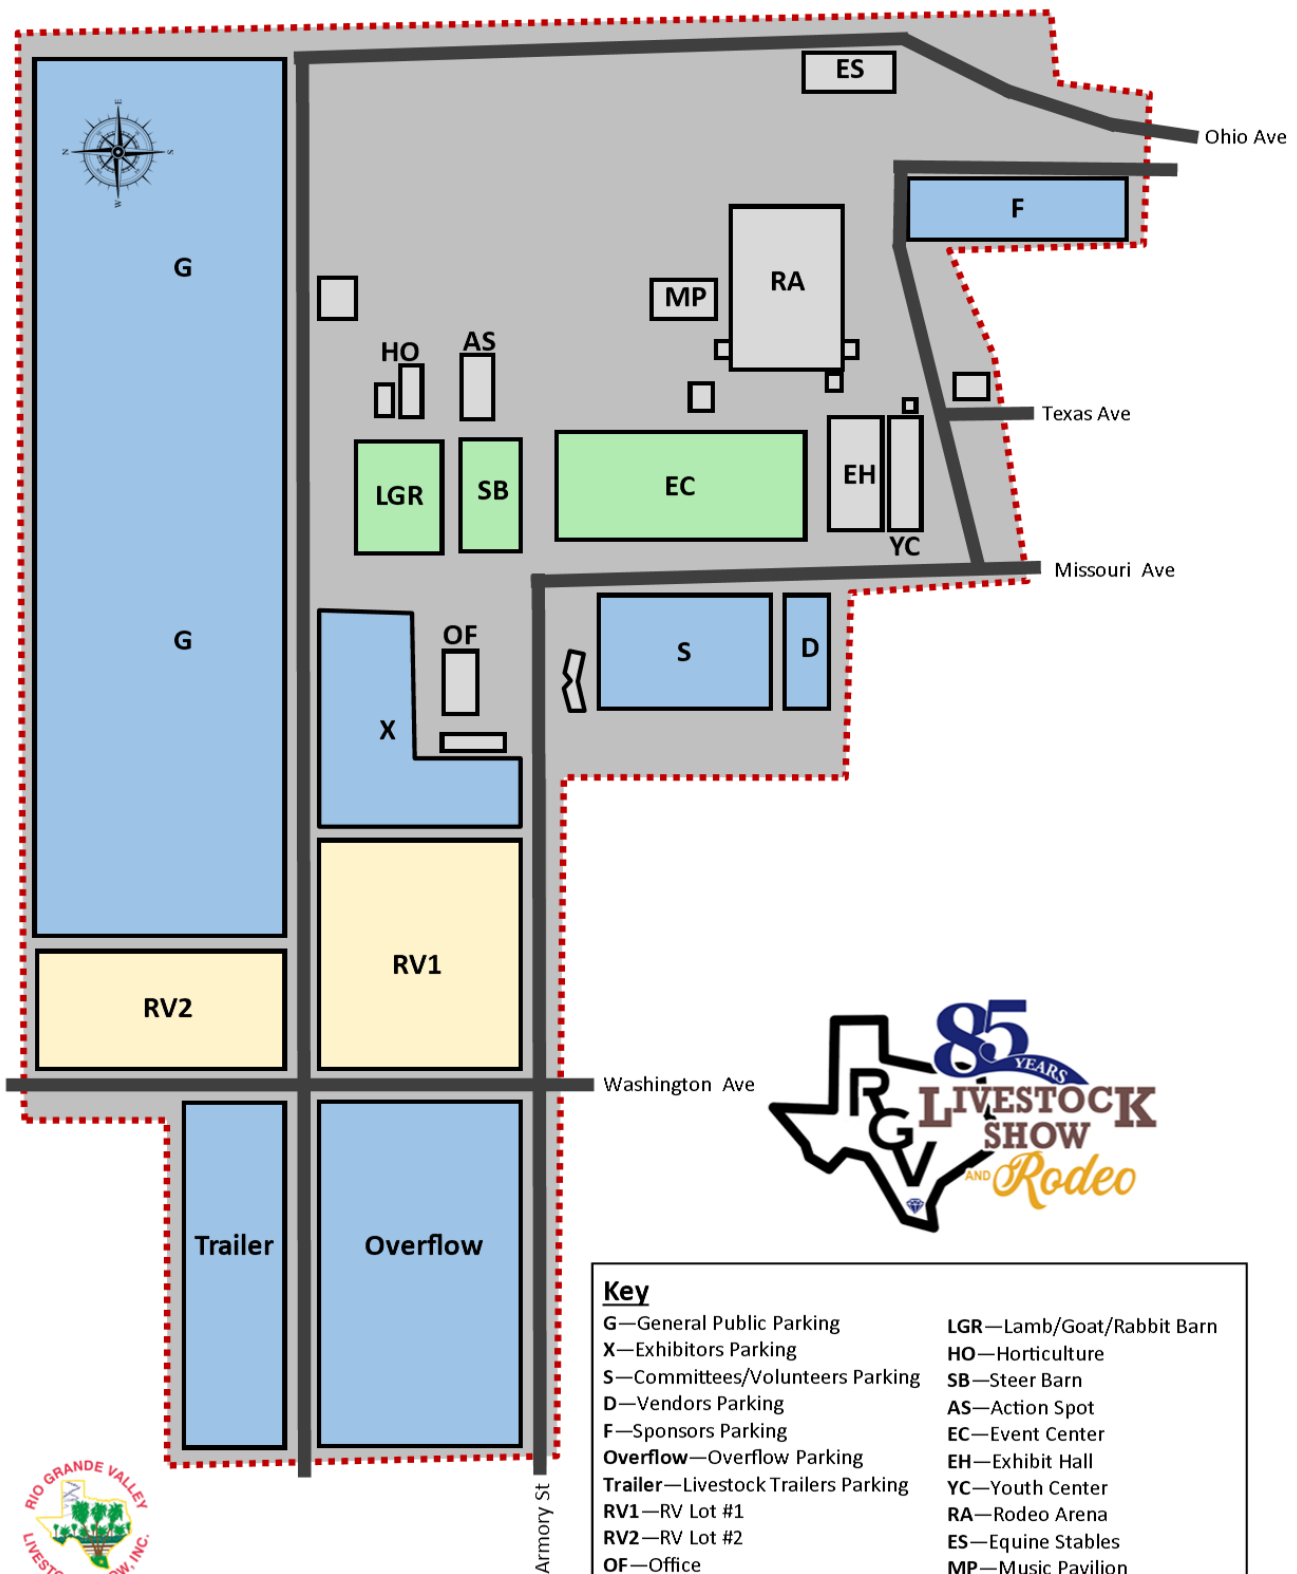 ES
Ohio Ave
E
N
S
W
F
G
RA
MP
AS
HO
Texas Ave
LGR
SB
EC
EH
YC
Missouri Ave
OF
G
S
D
X
RV1
RV2
Washington Ave
85
YEARS
RGV
LIVESTOCK
SHOW
AND Rodeo
Trailer
Overflow
Armory St
Key
G—General Public Parking
X—Exhibitors Parking
S—Committees/Volunteers Parking
D—Vendors Parking
F—Sponsors Parking
Overflow—Overflow Parking
Trailer—Livestock Trailers Parking
RV1—RV Lot #1
RV2—RV Lot #2
OF—Office
LGR—Lamb/Goat/Rabbit Barn
HO—Horticulture
SB—Steer Barn
AS—Action Spot
EC—Event Center
EH—Exhibit Hall
YC—Youth Center
RA—Rodeo Arena
ES—Equine Stables
MP—Music Pavilion
RIO GRANDE VALLEY